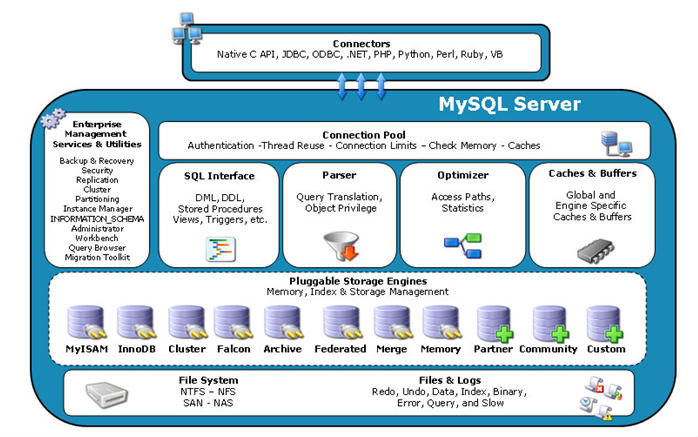 Connectors
Native C API, JDBC, ODBC, .NET, PHP, Python, Perl, Ruby, VB
MySQL Server
Enterprise
Management
Services & Utilities
Backup & Recovery
Security
Replication
Cluster
Partitioning
Instance Manager
INFORMATION_SCHEMA
Administrator
Workbench
Query Browser
Migration Toolkit
Connection Pool
Authentication -Thread Reuse - Connection Limits – Check Memory - Caches
SQL Interface
DML, DDL,
Stored Procedures
Views, Triggers, etc.
Parser
Query Translation,
Object Privilege
Optimizer
Access Paths,
Statistics
Caches & Buffers
Global and
Engine Specific
Caches & Buffers
Pluggable Storage Engines
Memory, Index & Storage Management
MyISAM InnoDB Cluster Falcon Archive Federated Merge Memory Partner Community Custom
File System
NTFS – NFS
SAN - NAS
Files & Logs
Redo, Undo, Data, Index, Binary,
Error, Query, and Slow